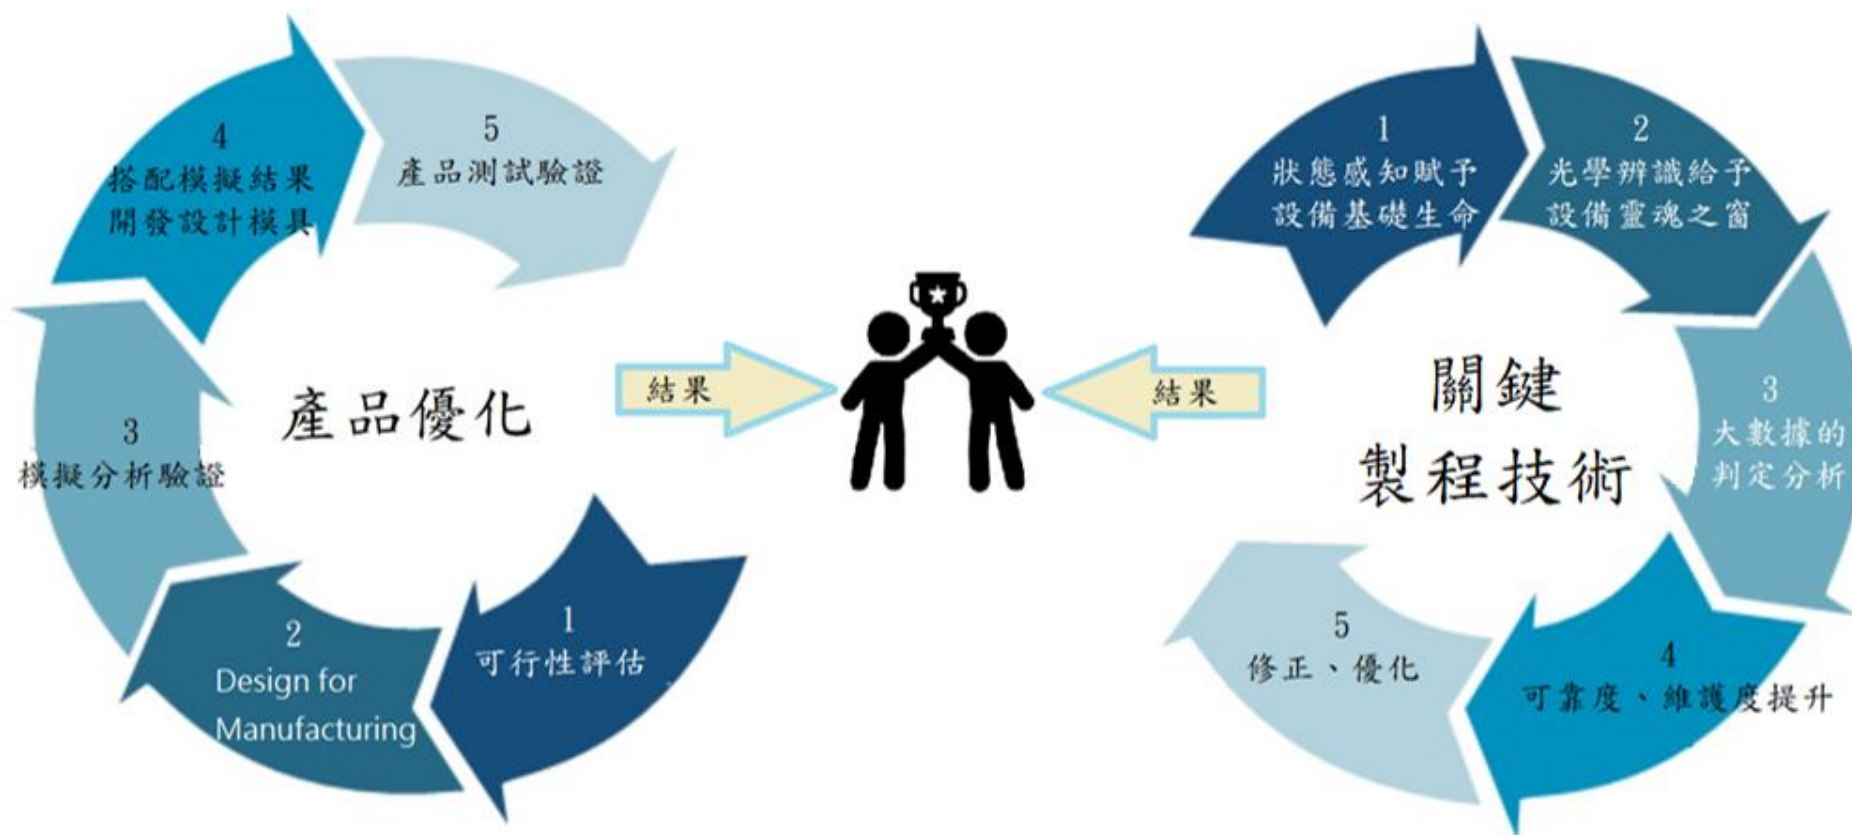 產品優化
1
可行性評估
2
Design for
Manufacturing
3
模擬分析驗證
4
搭配模擬結果
開發設計模具
5
產品測試驗證
結果
結果
關鍵
製程技術
1
狀態感知賦予
設備基礎生命
2
光學辨識給予
設備靈魂之窗
3
大數據的
判定分析
4
可靠度、維護度提升
5
修正、優化